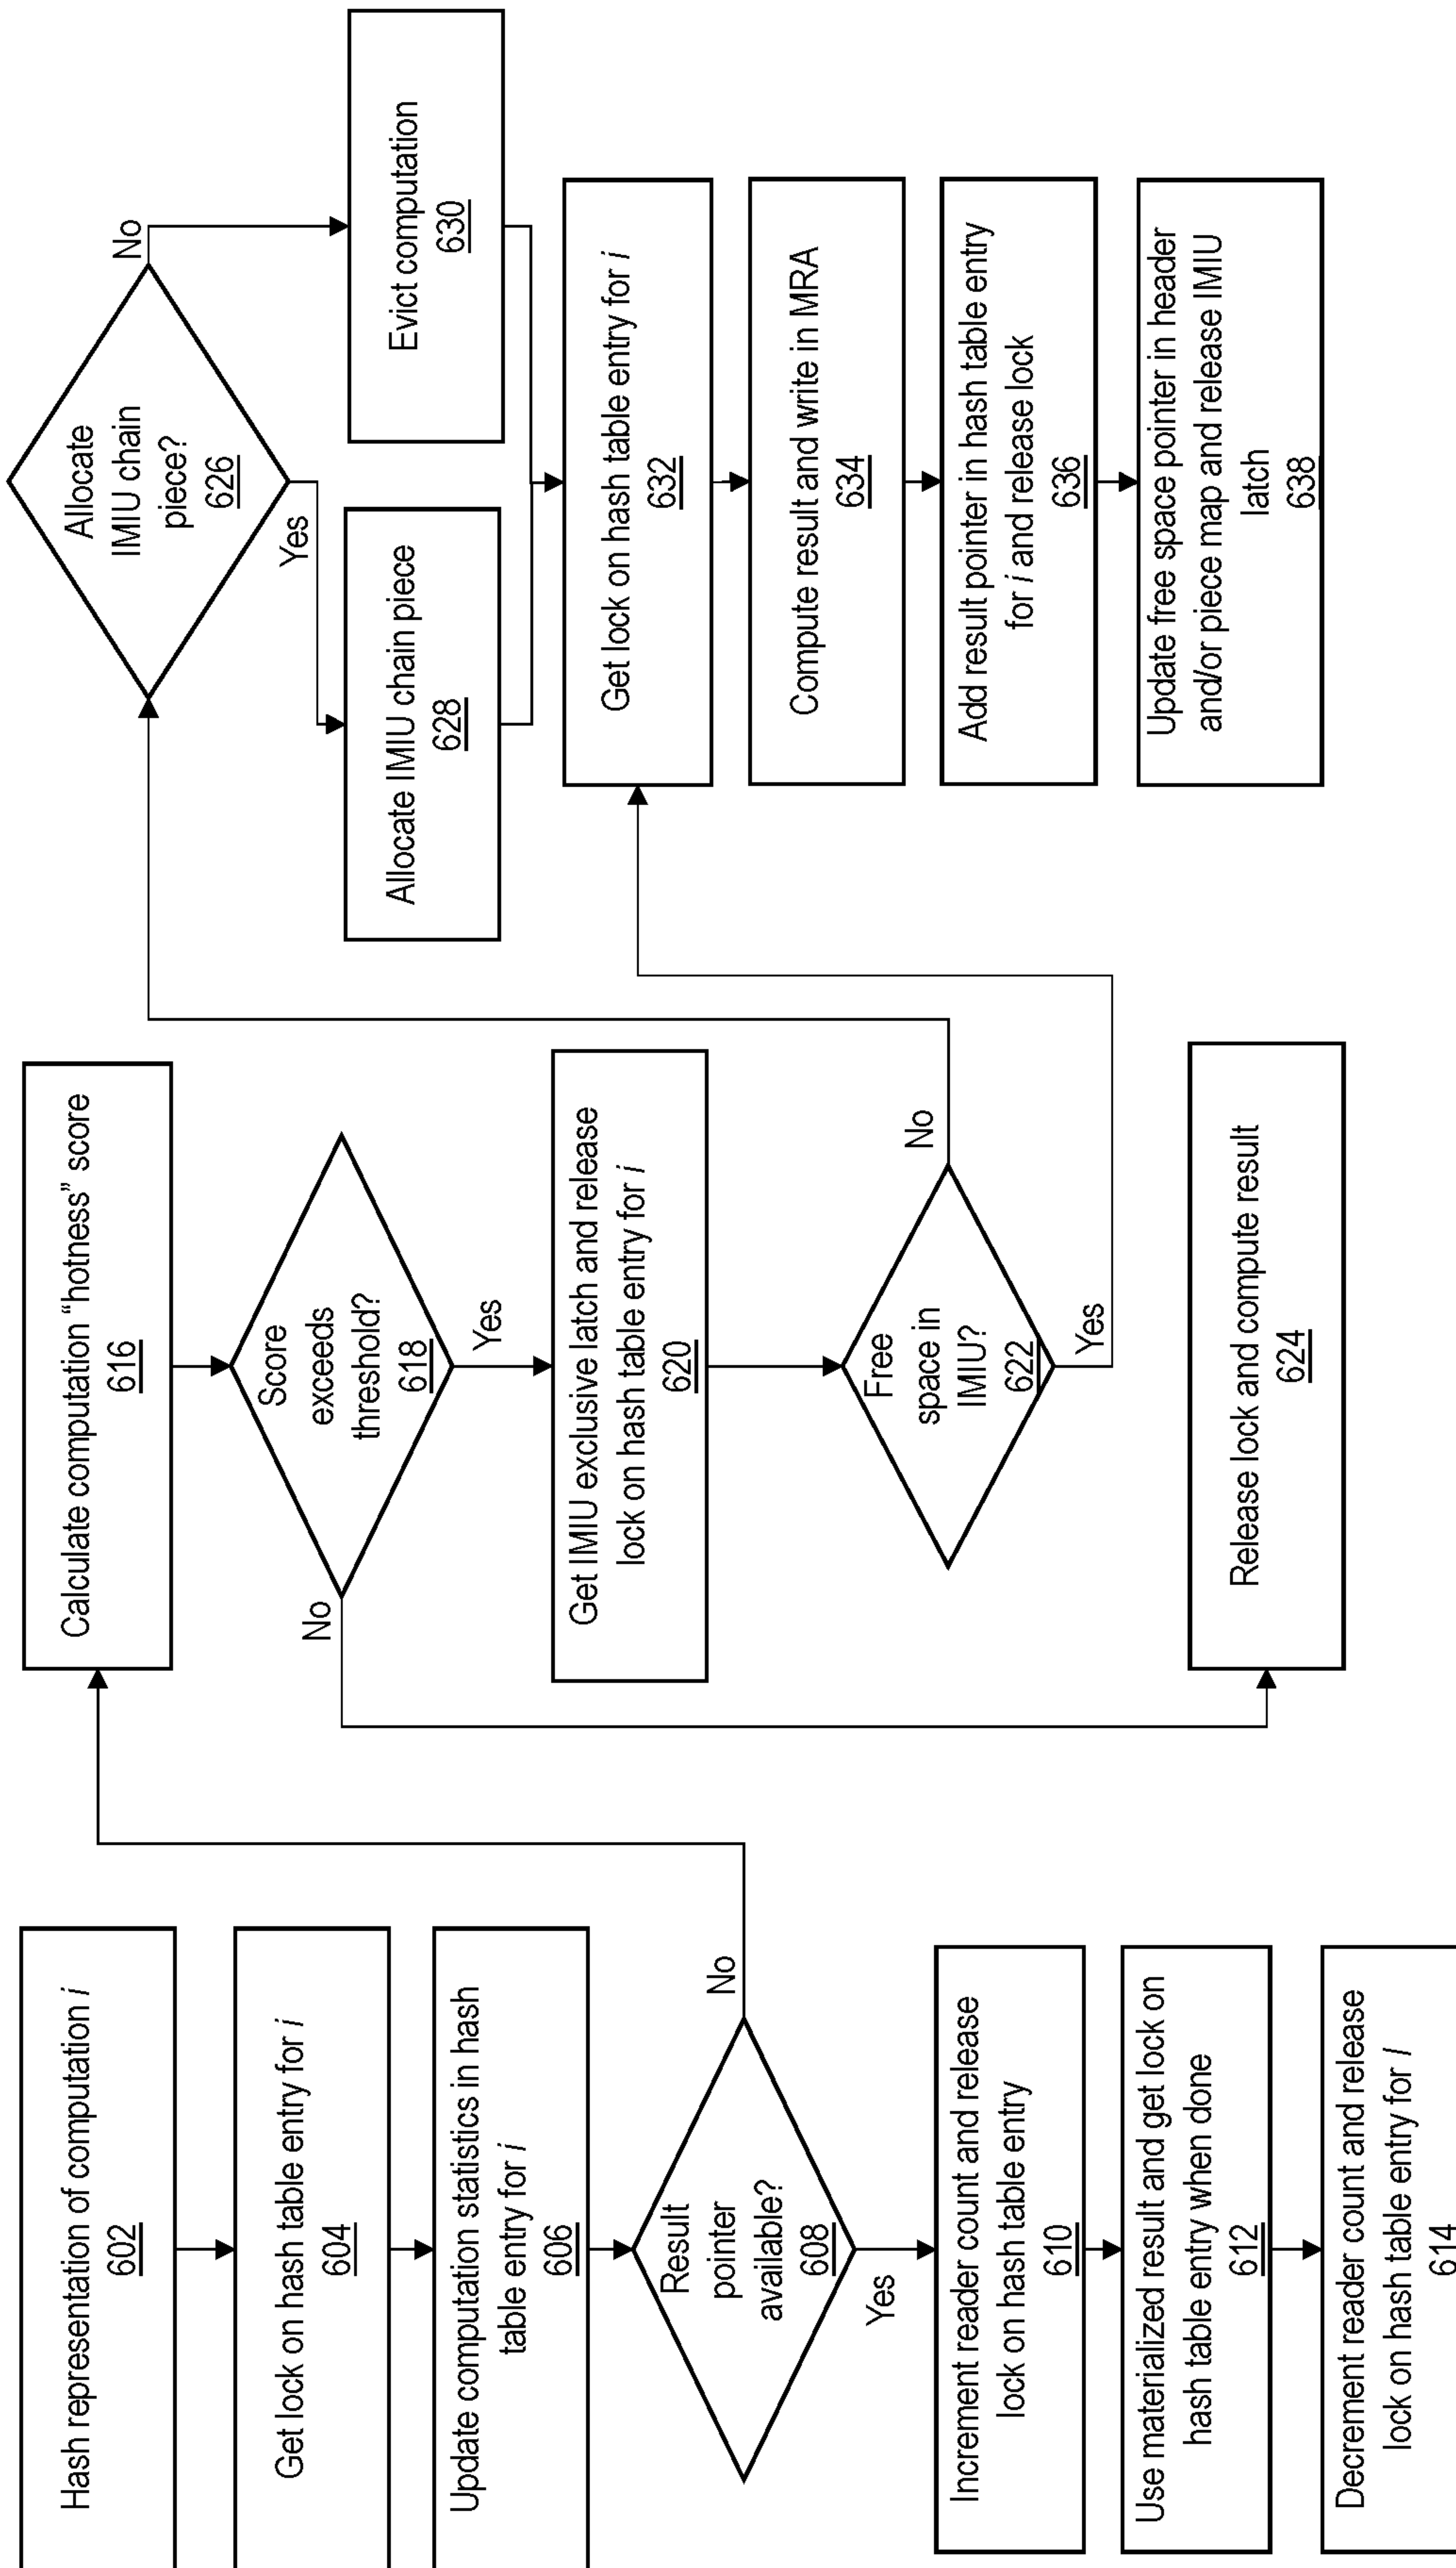 Hash representation of computation i
602
Get lock on hash table entry for i
604
Update computation statistics in hash
table entry for i
606
Result
pointer
available?
608
No
Yes
Increment reader count and release
lock on hash table entry
610
Use materialized result and get lock on
hash table entry when done
612
Decrement reader count and release
lock on hash table entry for I
614
Calculate computation “hotness” score
616
Score
exceeds
threshold?
618
No
Yes
Get IMIU exclusive latch and release
lock on hash table entry for i
620
Free
space in
IMIU?
622
No
Yes
Release lock and compute result
624
Allocate
IMIU chain
piece?
626
No
Yes
Allocate IMIU chain piece
628
Evict computation
630
Get lock on hash table entry for i
632
Compute result and write in MRA
634
Add result pointer in hash table entry
for i and release lock
636
Update free space pointer in header
and/or piece map and release IMIU
latch
638